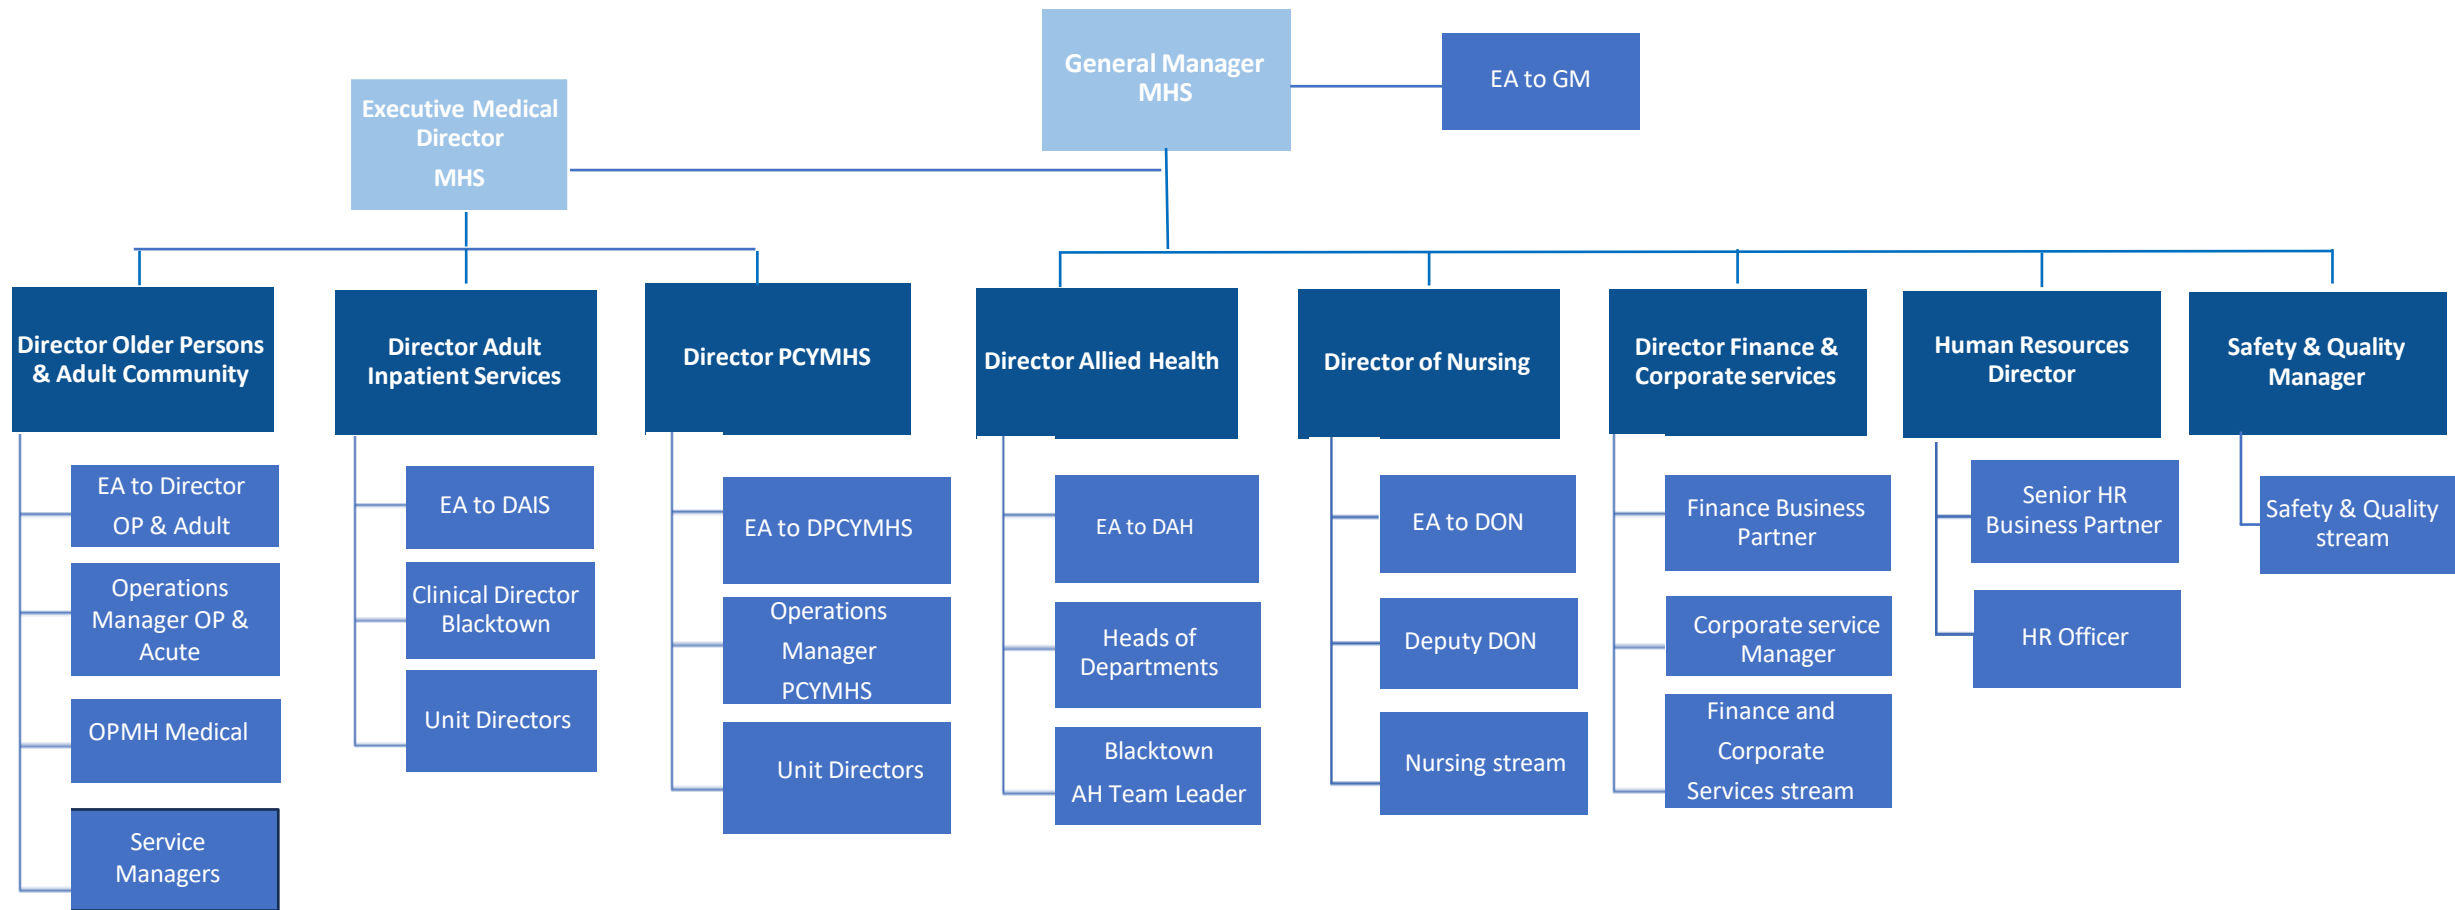 General Manager
MHS
EA to GM
Executive Medical
Director
MHS
Director Older Persons
& Adult Community
Director Adult
Inpatient Services
Director PCYMHS
Director Allied Health
Director of Nursing
Director Finance &
Corporate services
Human Resources
Director
Safety & Quality
Manager
EA to Director
OP & Adult
Operations
Manager OP &
Acute
OPMH Medical
Service
Managers
EA to DAIS
Clinical Director
Blacktown
Unit Directors
EA to DPCYMHS
Operations
Manager
PCYMHS
Unit Directors
EA to DAH
Heads of
Departments
Blacktown
AH Team Leader
EA to DON
Deputy DON
Nursing stream
Finance Business
Partner
Corporate service
Manager
Finance and
Corporate
Services stream
Senior HR
Business Partner
HR Officer
Safety & Quality
stream